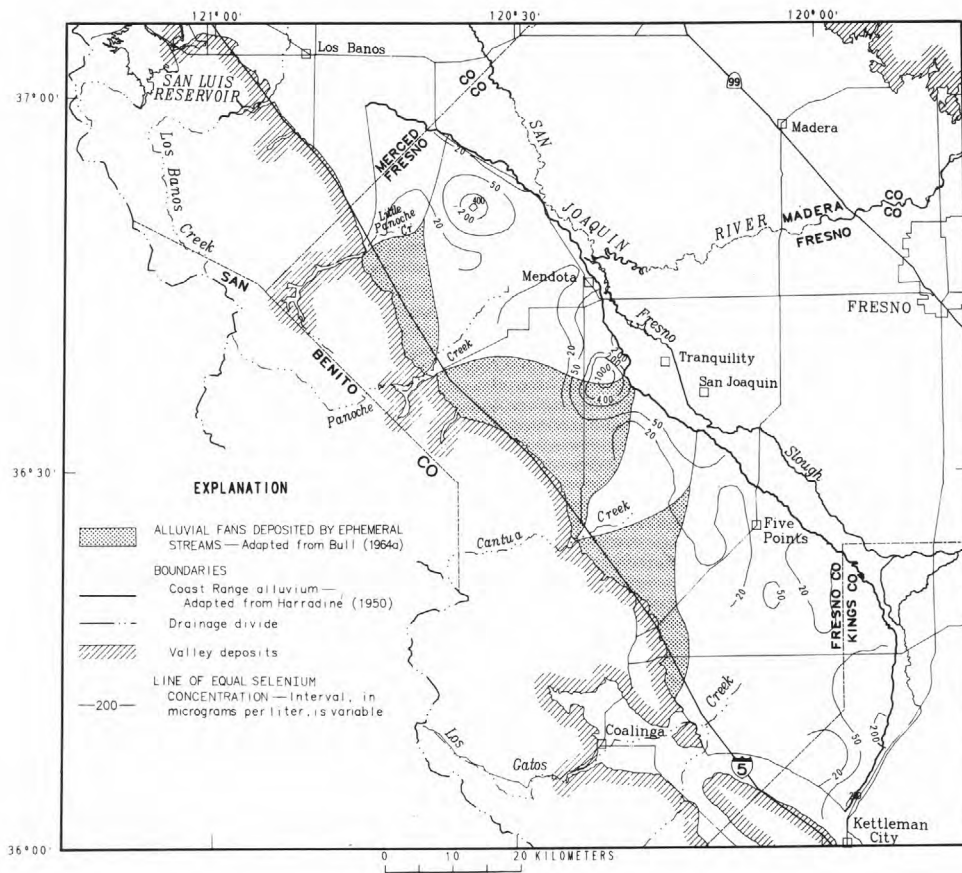 121°00'
120°30'
120°00'
37°00'
36°30'
36°00'
Los Banos
SAN LUIS
RESERVOIR
Los Banos
Creek
MERCED CO
FRESNO CO
SAN
JOAQUIN
RIVER
MADERA CO
FRESNO CO
99
Madera
Little
Panoche
Cr
20
50
400
200
20
20
Mendota
FRESNO
Fresno
Slough
Tranquility
San Joaquin
SAN
BENITO
CO
Panoche
Creek
20
50
1000
400
50
20
20
Cantua
Creek
Five
Points
20
20
50
FRESNO CO
KINGS CO
Creek
Coalinga
Los
Gatos
5
200
50
20
Kettleman
City
EXPLANATION
ALLUVIAL FANS DEPOSITED BY EPHEMERAL
STREAMS—Adapted from Bull (1964a)
BOUNDARIES
Coast Range alluvium—
Adapted from Harradine (1950)
Drainage divide
Valley deposits
LINE OF EQUAL SELENIUM
—200— CONCENTRATION—Interval, in
micrograms per liter, is variable
0 10 20 KILOMETERS